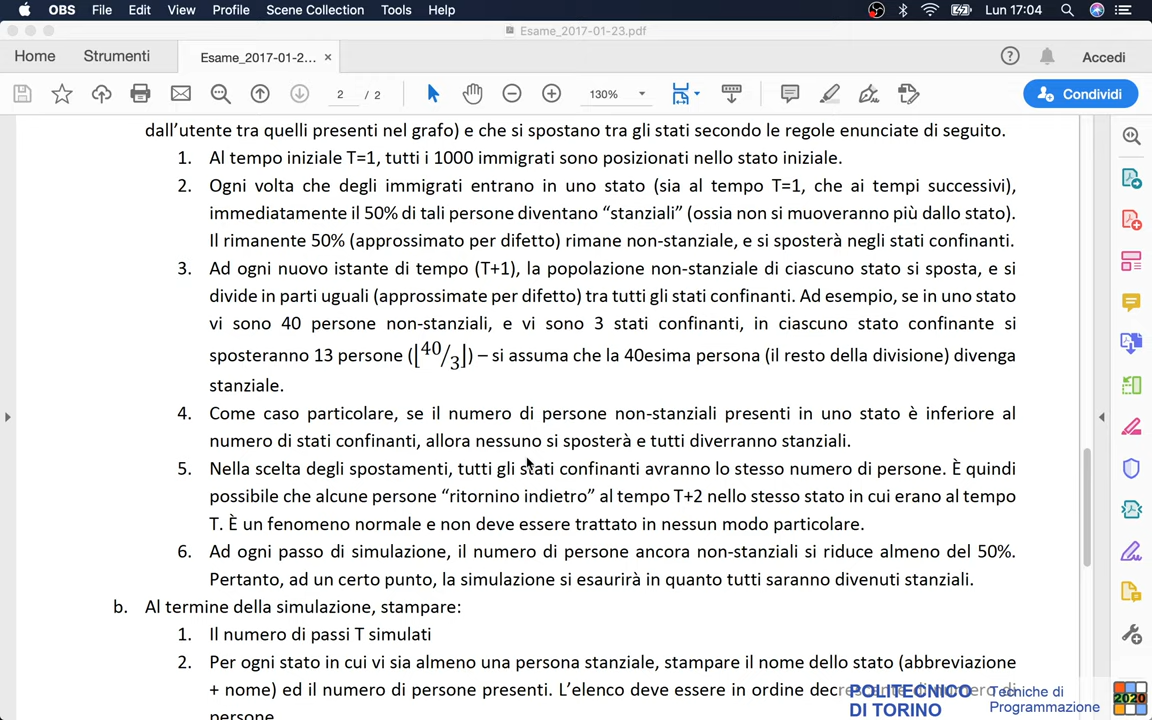 OBS File Edit View Profile Scene Collection Tools Help Lun 17:04
Esame_2017-01-23.pdf
Home Strumenti Esame_2017-01-2... × Accedi
2 / 2 130% Condividi
dall'utente tra quelli presenti nel grafo) e che si spostano tra gli stati secondo le regole enunciate di seguito.
1. Al tempo iniziale T=1, tutti i 1000 immigrati sono posizionati nello stato iniziale.
2. Ogni volta che degli immigrati entrano in uno stato (sia al tempo T=1, che ai tempi successivi),
immediatamente il 50% di tali persone diventano "stanziali" (ossia non si muoveranno più dallo stato).
Il rimanente 50% (approssimato per difetto) rimane non-stanziale, e si sposterà negli stati confinanti.
3. Ad ogni nuovo istante di tempo (T+1), la popolazione non-stanziale di ciascuno stato si sposta, e si
divide in parti uguali (approssimate per difetto) tra tutti gli stati confinanti. Ad esempio, se in uno stato
vi sono 40 persone non-stanziali, e vi sono 3 stati confinanti, in ciascuno stato confinante si
sposteranno 13 persone (⌊40/3⌋) – si assuma che la 40esima persona (il resto della divisione) divenga
stanziale.
4. Come caso particolare, se il numero di persone non-stanziali presenti in uno stato è inferiore al
numero di stati confinanti, allora nessuno si sposterà e tutti diverranno stanziali.
5. Nella scelta degli spostamenti, tutti gli stati confinanti avranno lo stesso numero di persone. È quindi
possibile che alcune persone "ritornino indietro" al tempo T+2 nello stesso stato in cui erano al tempo
T. È un fenomeno normale e non deve essere trattato in nessun modo particolare.
6. Ad ogni passo di simulazione, il numero di persone ancora non-stanziali si riduce almeno del 50%.
Pertanto, ad un certo punto, la simulazione si esaurirà in quanto tutti saranno divenuti stanziali.
b. Al termine della simulazione, stampare:
1. Il numero di passi T simulati
2. Per ogni stato in cui vi sia almeno una persona stanziale, stampare il nome dello stato (abbreviazione
+ nome) ed il numero di persone presenti. L'elenco deve essere in ordine decrescente di numero di
persone
POLITECNICO
DI TORINO
Tecniche di
Programmazione
2020